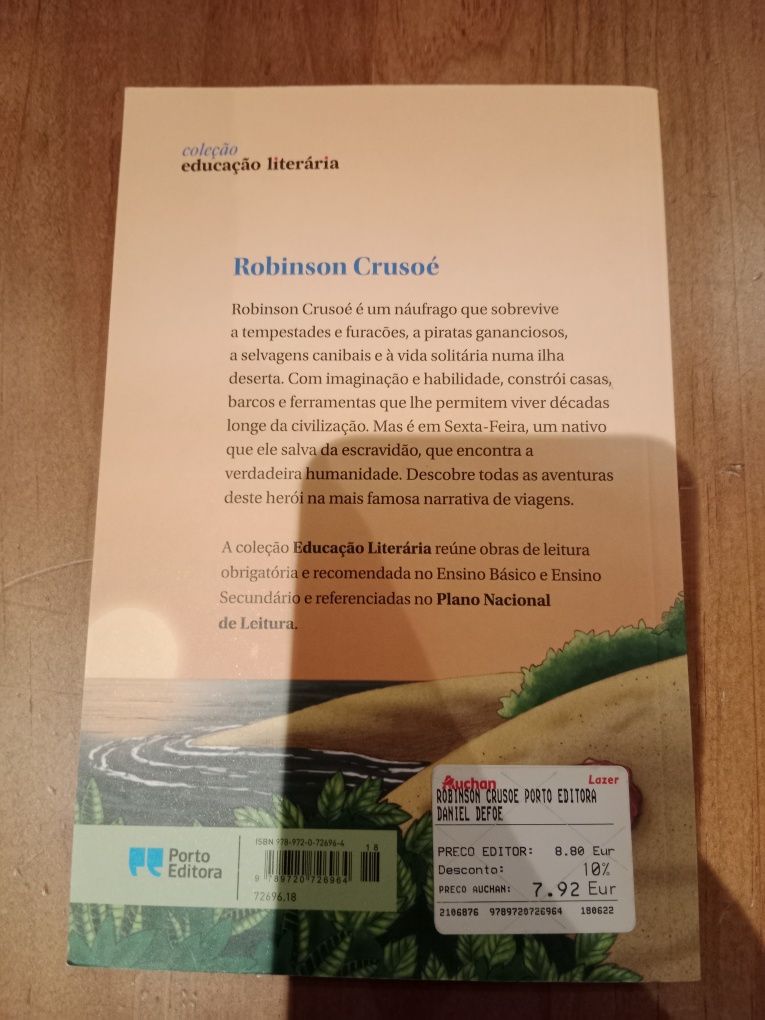 coleção
educação literária
Robinson Crusoé
Robinson Crusoé é um náufrago que sobrevive
a tempestades e furacões, a piratas gananciosos,
a selvagens canibais e à vida solitária numa ilha
deserta. Com imaginação e habilidade, constrói casas,
barcos e ferramentas que lhe permitem viver décadas
longe da civilização. Mas é em Sexta-Feira, um nativo
que ele salva da escravidão, que encontra a
verdadeira humanidade. Descobre todas as aventuras
deste herói na mais famosa narrativa de viagens.
A coleção Educação Literária reúne obras de leitura
obrigatória e recomendada no Ensino Básico e Ensino
Secundário e referenciadas no Plano Nacional
de Leitura.
Porto
Editora
ISBN 978-972-0-72696-4
18
9 789720 726964
72696.18
Auchan Lazer
ROBINSON CRUSOE PORTO EDITORA
DANIEL DEFOE
PRECO EDITOR: 8.80 Eur
Desconto: 10%
PRECO AUCHAN: 7.92 Eur
2106876 9789720726964 180622